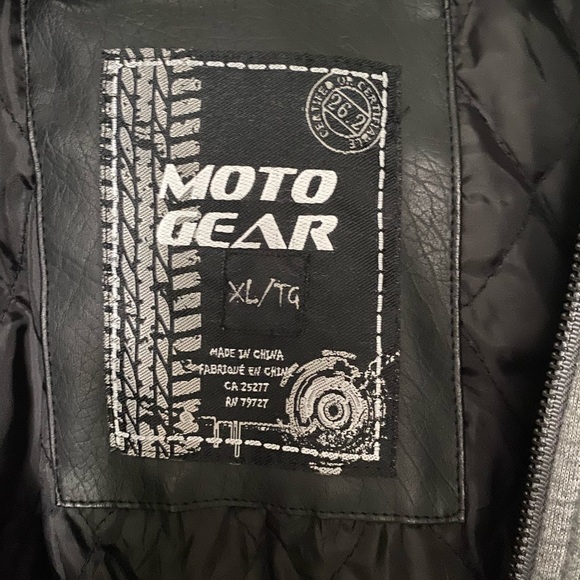 CERTIFIED OR CERTIFIABLE
26.2
MOTO
GEAR
XL/TG
MADE IN CHINA
FABRIQUÉ EN CHINE
CA 25277
RN 79727